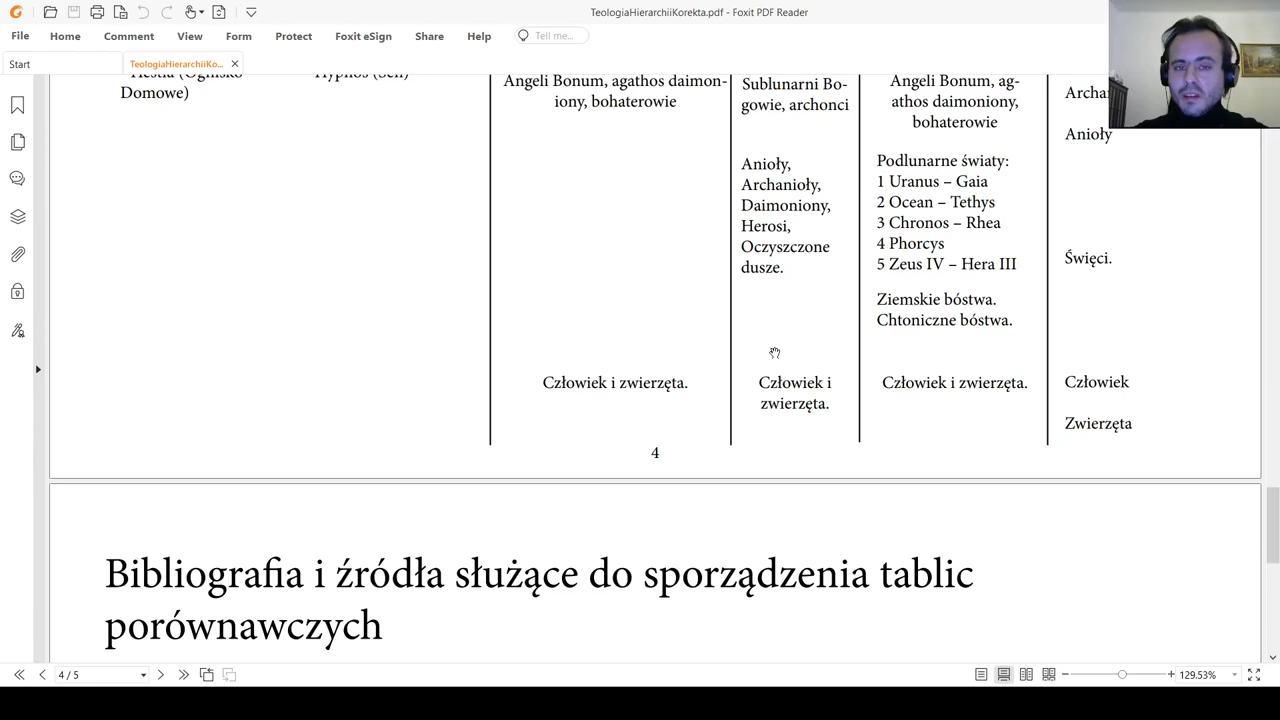 TeologiaHierarchiiKorekta.pdf - Foxit PDF Reader
File Home Comment View Form Protect Foxit eSign Share Help Tell me...
Start TeologiaHierarchiiKo...
Domowe)
Angeli Bonum, agathos daimon-
iony, bohaterowie
Sublunarni Bo-
gowie, archonci
Anioły,
Archanioły,
Daimoniony,
Herosi,
Oczyszczone
dusze.
Angeli Bonum, ag-
athos daimoniony,
bohaterowie
Podlunarne światy:
1 Uranus – Gaia
2 Ocean – Tethys
3 Chronos – Rhea
4 Phorcys
5 Zeus IV – Hera III
Ziemskie bóstwa.
Chtoniczne bóstwa.
Anioły
Święci.
Człowiek i zwierzęta.
Człowiek i
zwierzęta.
Człowiek i zwierzęta.
Człowiek
Zwierzęta
4
Bibliografia i źródła służące do sporządzenia tablic
porównawczych
4 / 5
129.53%